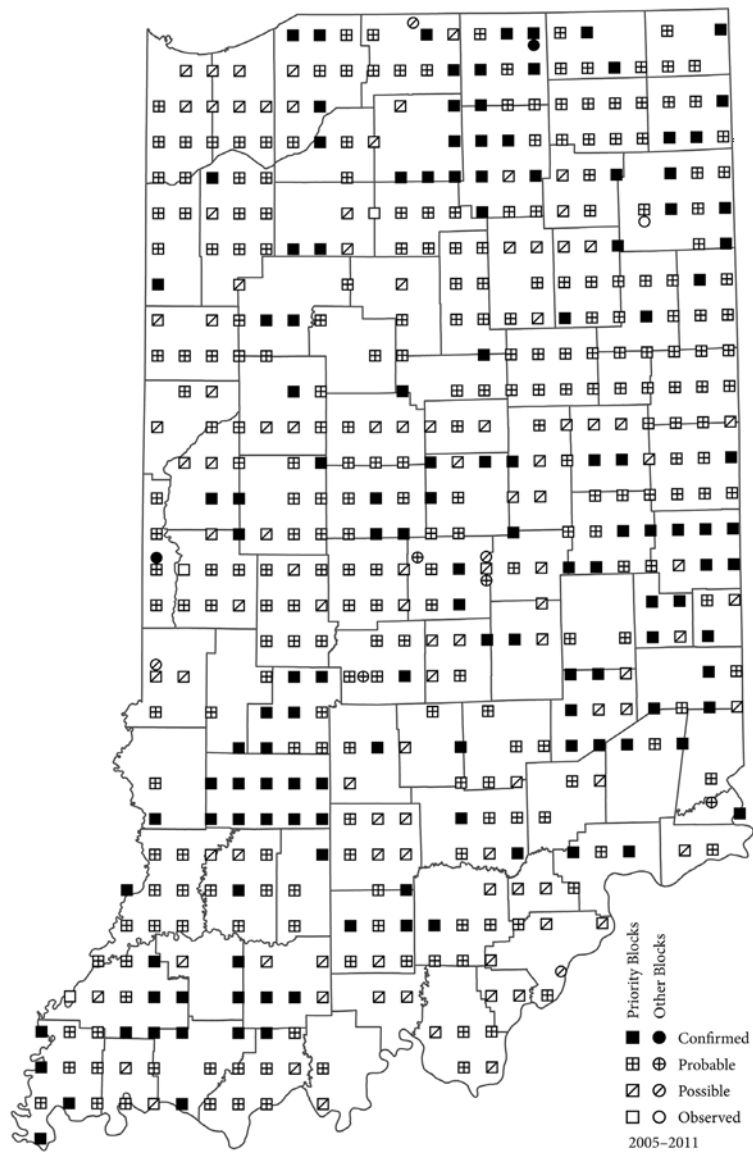 Priority Blocks
Other Blocks
Confirmed
Probable
Possible
Observed
2005–2011